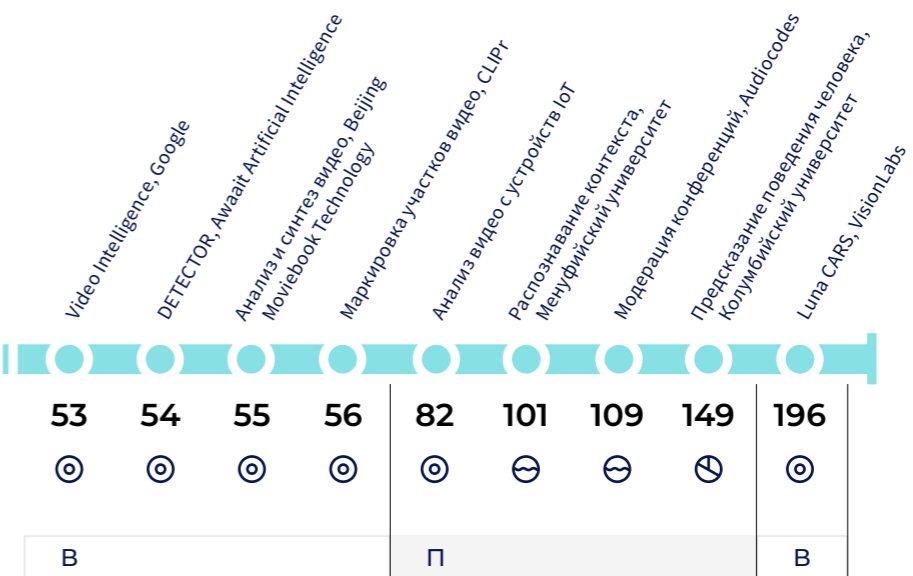 Video Intelligence, Google
DETECTOR, Awaait Artificial Intelligence
Анализ и синтез видео, Beijing
Moviebook Technology
Маркировка участков видео, CLIPr
Анализ видео с устройств IoT
Распознавание контекста,
Менуфийский университет
Модерация конференций, Audiocodes
Предсказание поведения человека,
Колумбийский университет
Luna CARS, VisionLabs
53 54 55 56 82 101 109 149 196
В П В